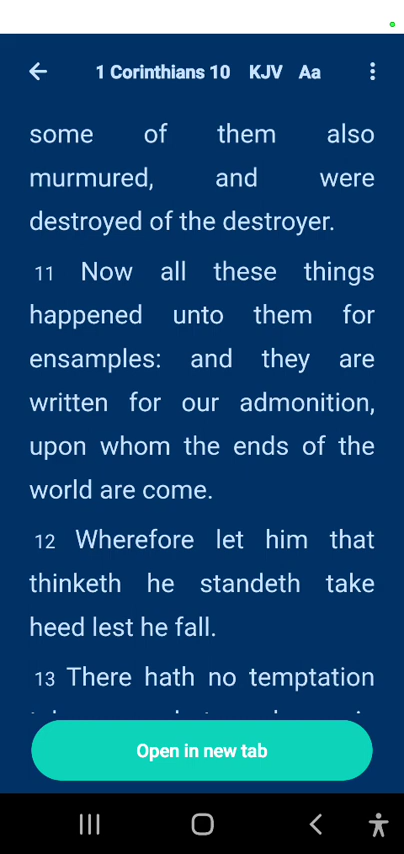 1 Corinthians 10 KJV Aa
some of them also
murmured, and were
destroyed of the destroyer.
11 Now all these things
happened unto them for
ensamples: and they are
written for our admonition,
upon whom the ends of the
world are come.
12 Wherefore let him that
thinketh he standeth take
heed lest he fall.
13 There hath no temptation
Open in new tab